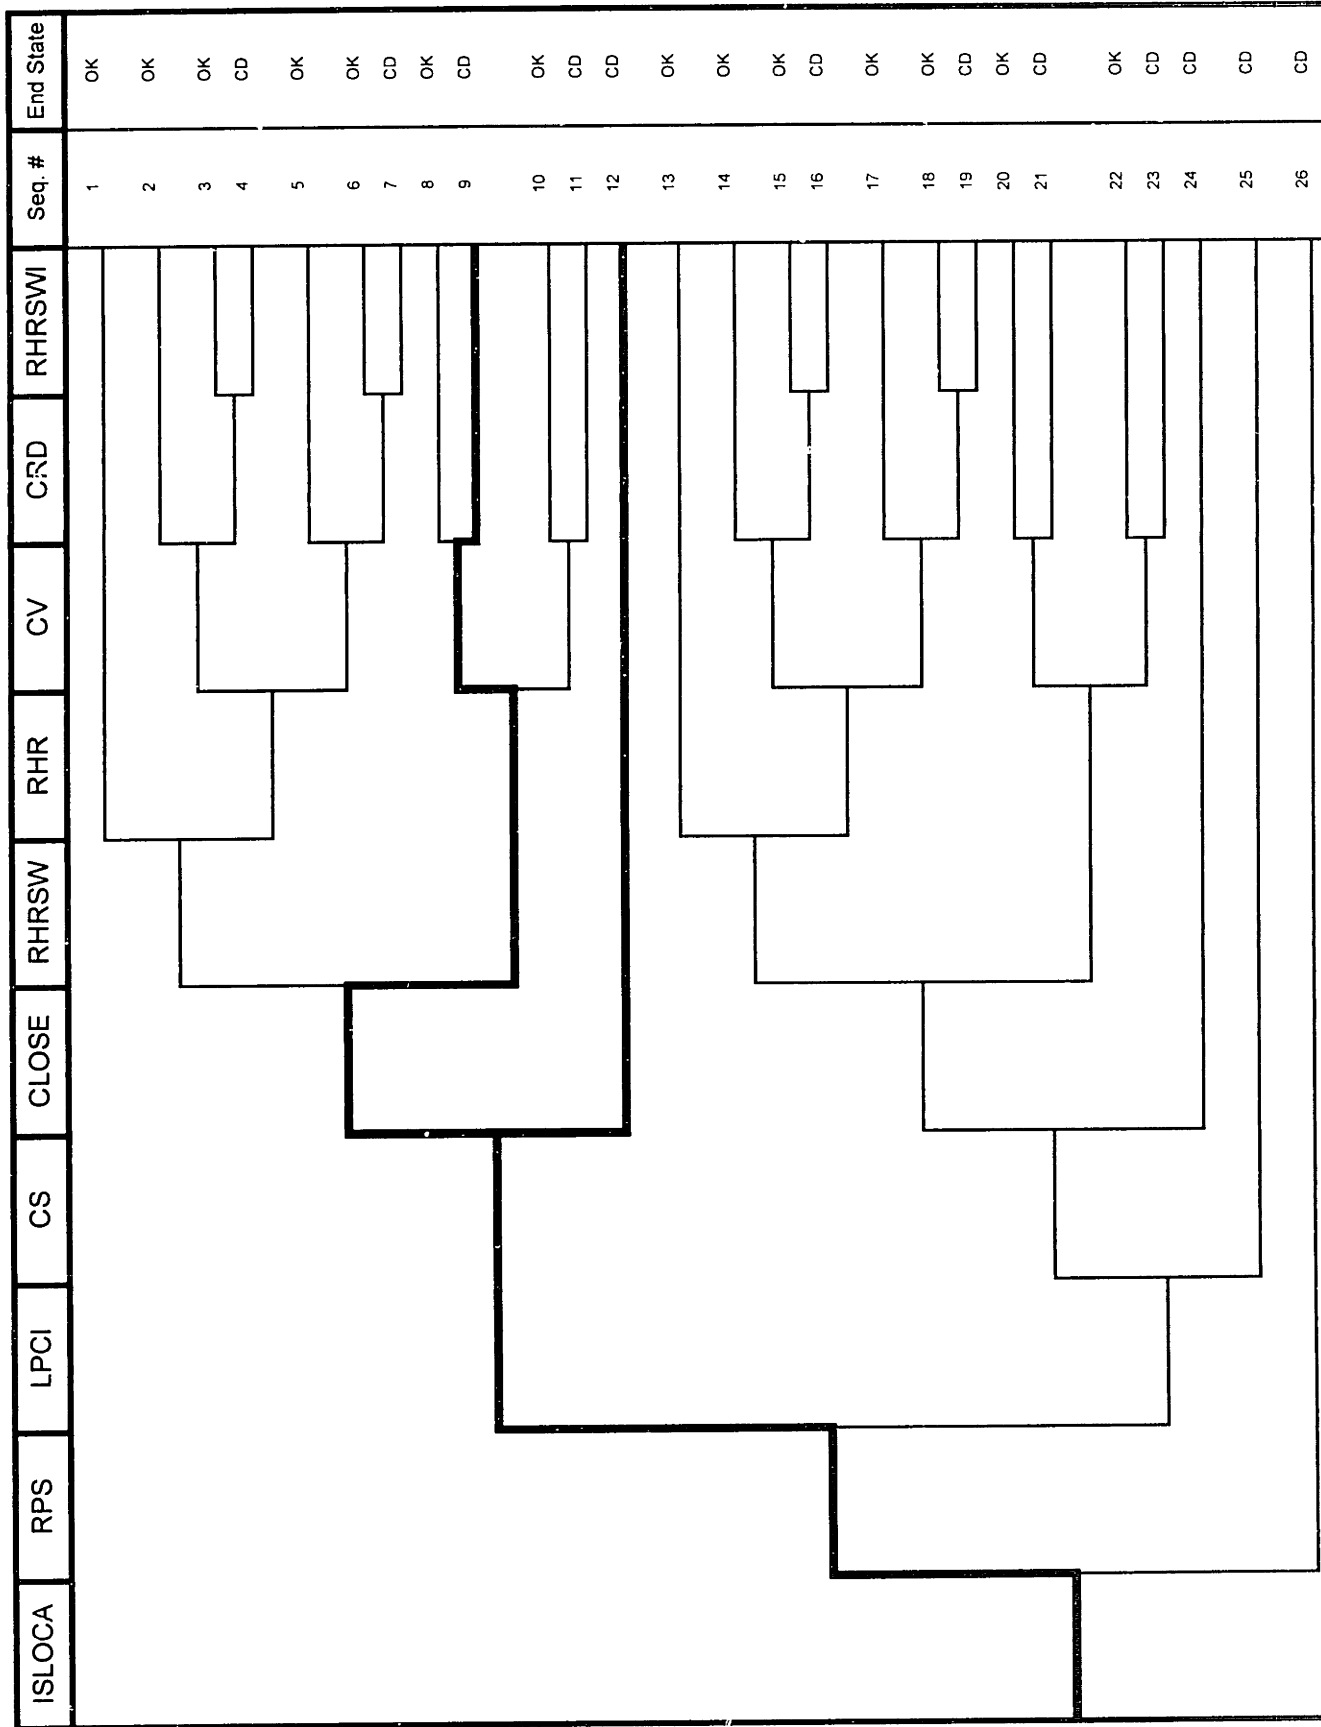 ISLOCA RPS LPCI CS CLOSE RHRSW RHR CV CRD RHRSWI Seq. # End State
1 OK
2 OK
3 OK
4 CD
5 OK
6 OK
7 CD
8 OK
9 CD
10 OK
11 CD
12 CD
13 OK
14 OK
15 OK
16 CD
17 OK
18 OK
19 CD
20 OK
21 CD
22 OK
23 CD
24 CD
25 CD
26 CD